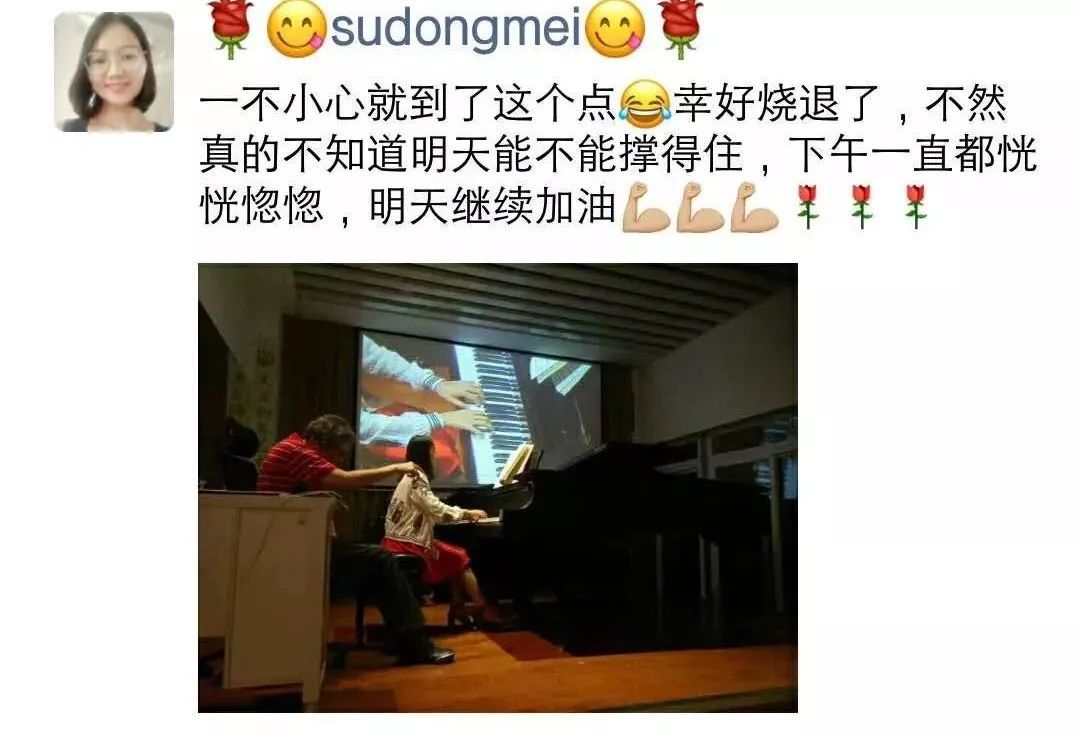 🌹😋sudongmei😋🌹
一不小心就到了这个点😂幸好烧退了，不然
真的不知道明天能不能撑得住，下午一直都恍
恍惚惚，明天继续加油💪🏼💪🏼💪🏼🌹🌹🌹